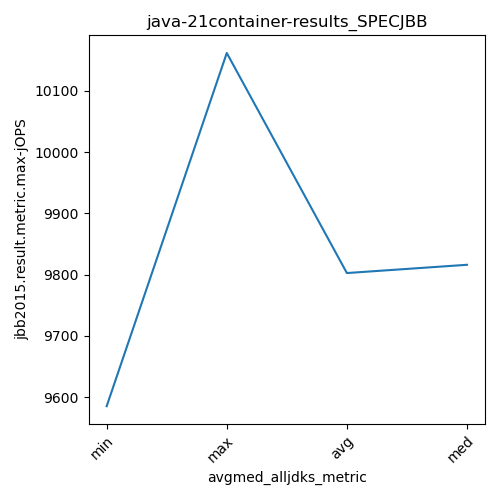 java-21container-results_SPECJBB
jbb2015.result.metric.max-jOPS
10100
10000
9900
9800
9700
9600
min
max
avg
med
avgmed_alljdks_metric